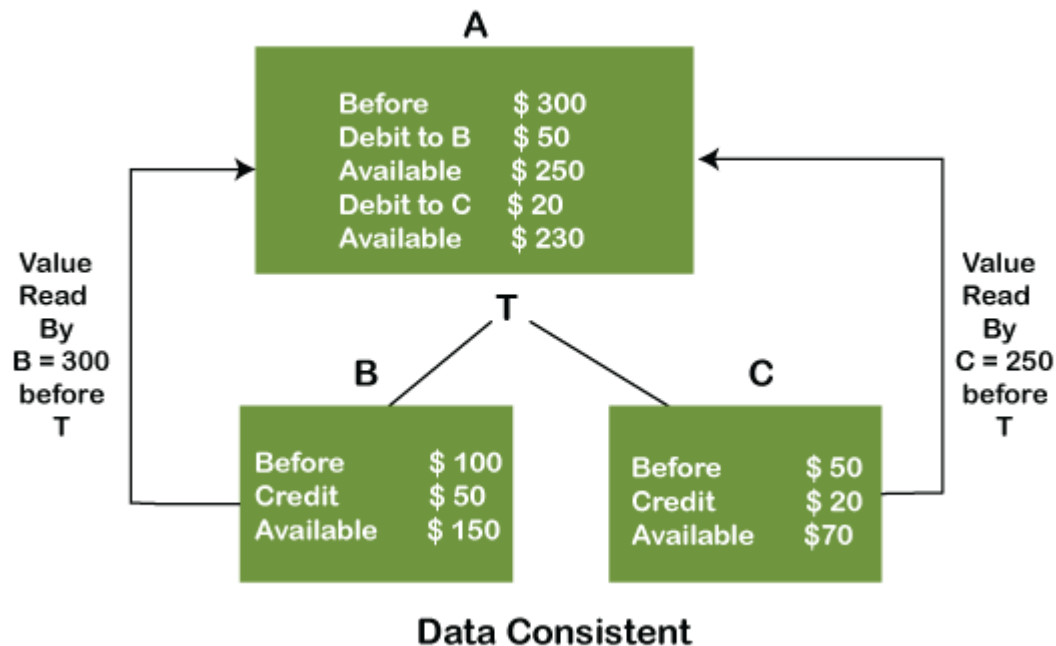 A
Before $ 300
Debit to B $ 50
Available $ 250
Debit to C $ 20
Available $ 230
Value
Read
By
B = 300
before
T
Value
Read
By
C = 250
before
T
T
B
Before $ 100
Credit $ 50
Available $ 150
C
Before $ 50
Credit $ 20
Available $70
Data Consistent